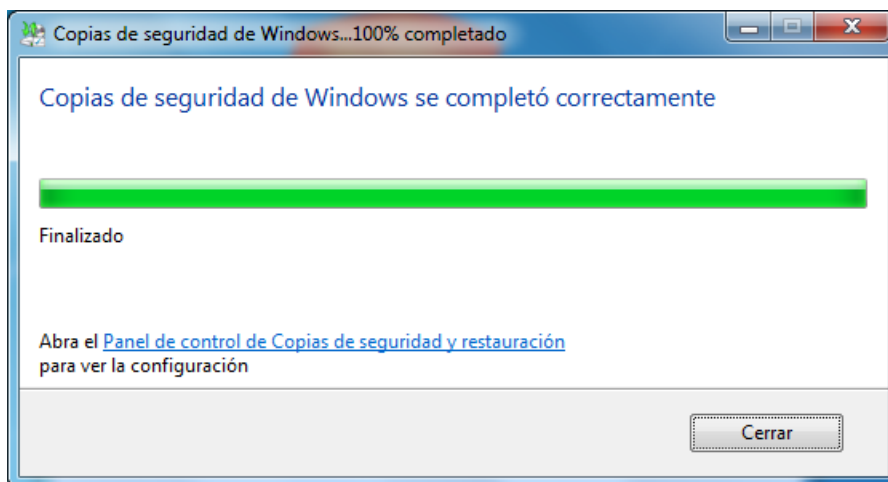 Copias de seguridad de Windows...100% completado
Copias de seguridad de Windows se completó correctamente
Finalizado
Abra el Panel de control de Copias de seguridad y restauración
para ver la configuración
Cerrar